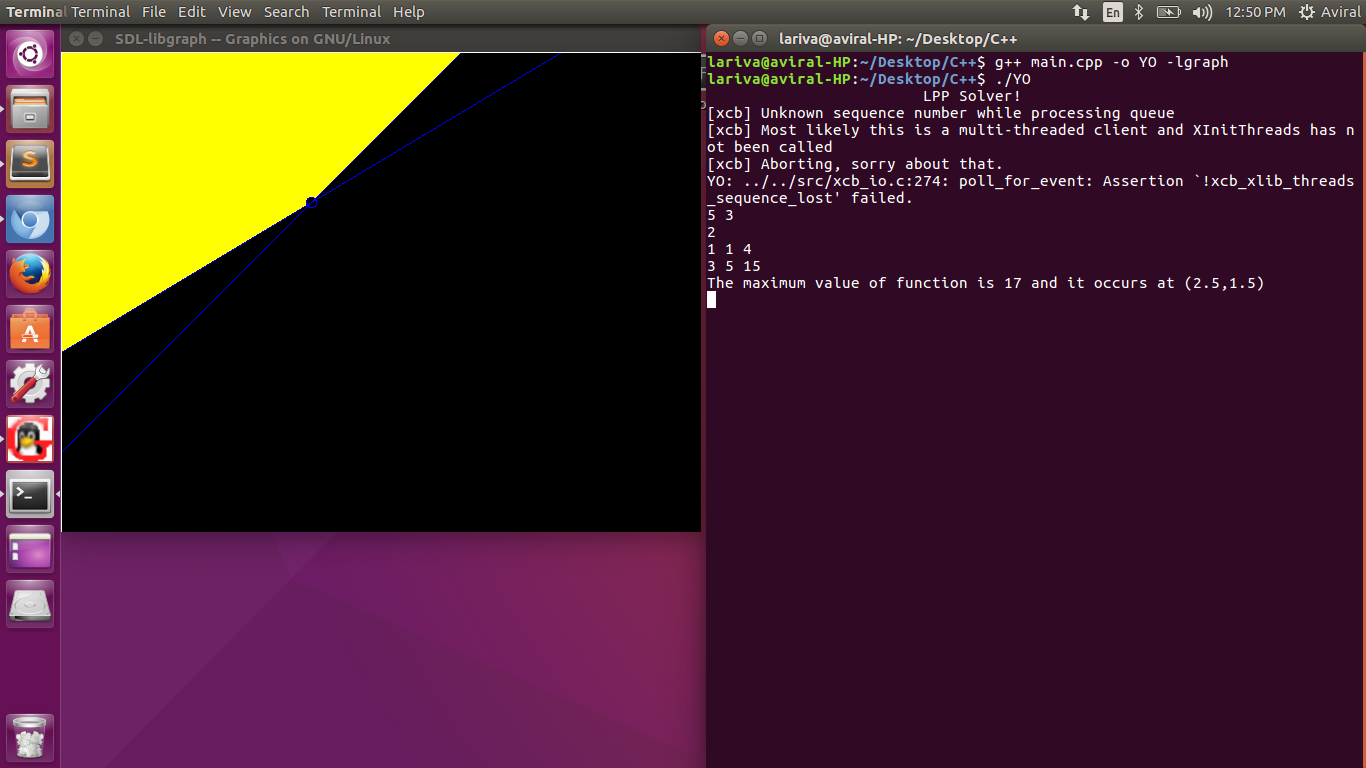 Terminal Terminal File Edit View Search Terminal Help
En
12:50 PM
Aviral
SDL-libgraph -- Graphics on GNU/Linux
lariva@aviral-HP: ~/Desktop/C++
lariva@aviral-HP:~/Desktop/C++$ g++ main.cpp -o YO -lgraph
lariva@aviral-HP:~/Desktop/C++$ ./YO
LPP Solver!
[xcb] Unknown sequence number while processing queue
[xcb] Most likely this is a multi-threaded client and XInitThreads has n
ot been called
[xcb] Aborting, sorry about that.
YO: ../../src/xcb_io.c:274: poll_for_event: Assertion `!xcb_xlib_threads
_sequence_lost' failed.
5 3
2
1 1 4
3 5 15
The maximum value of function is 17 and it occurs at (2.5,1.5)